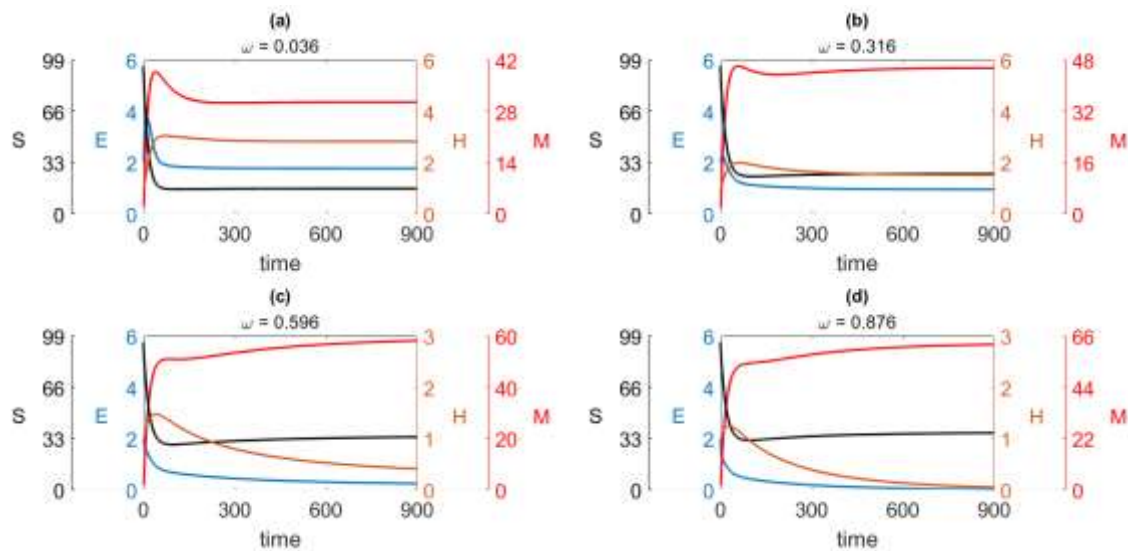 (a)
ω = 0.036
99 6 6 42
66 4 4 28
S E H M
33 2 2 14
0 0 0 0
0 300 600 900
time
(b)
ω = 0.316
99 6 6 48
66 4 4 32
S E H M
33 2 2 16
0 0 0 0
0 300 600 900
time
(c)
ω = 0.596
99 6 3 60
66 4 2 40
S E H M
33 2 1 20
0 0 0 0
0 300 600 900
time
(d)
ω = 0.876
99 6 3 66
66 4 2 44
S E H M
33 2 1 22
0 0 0 0
0 300 600 900
time